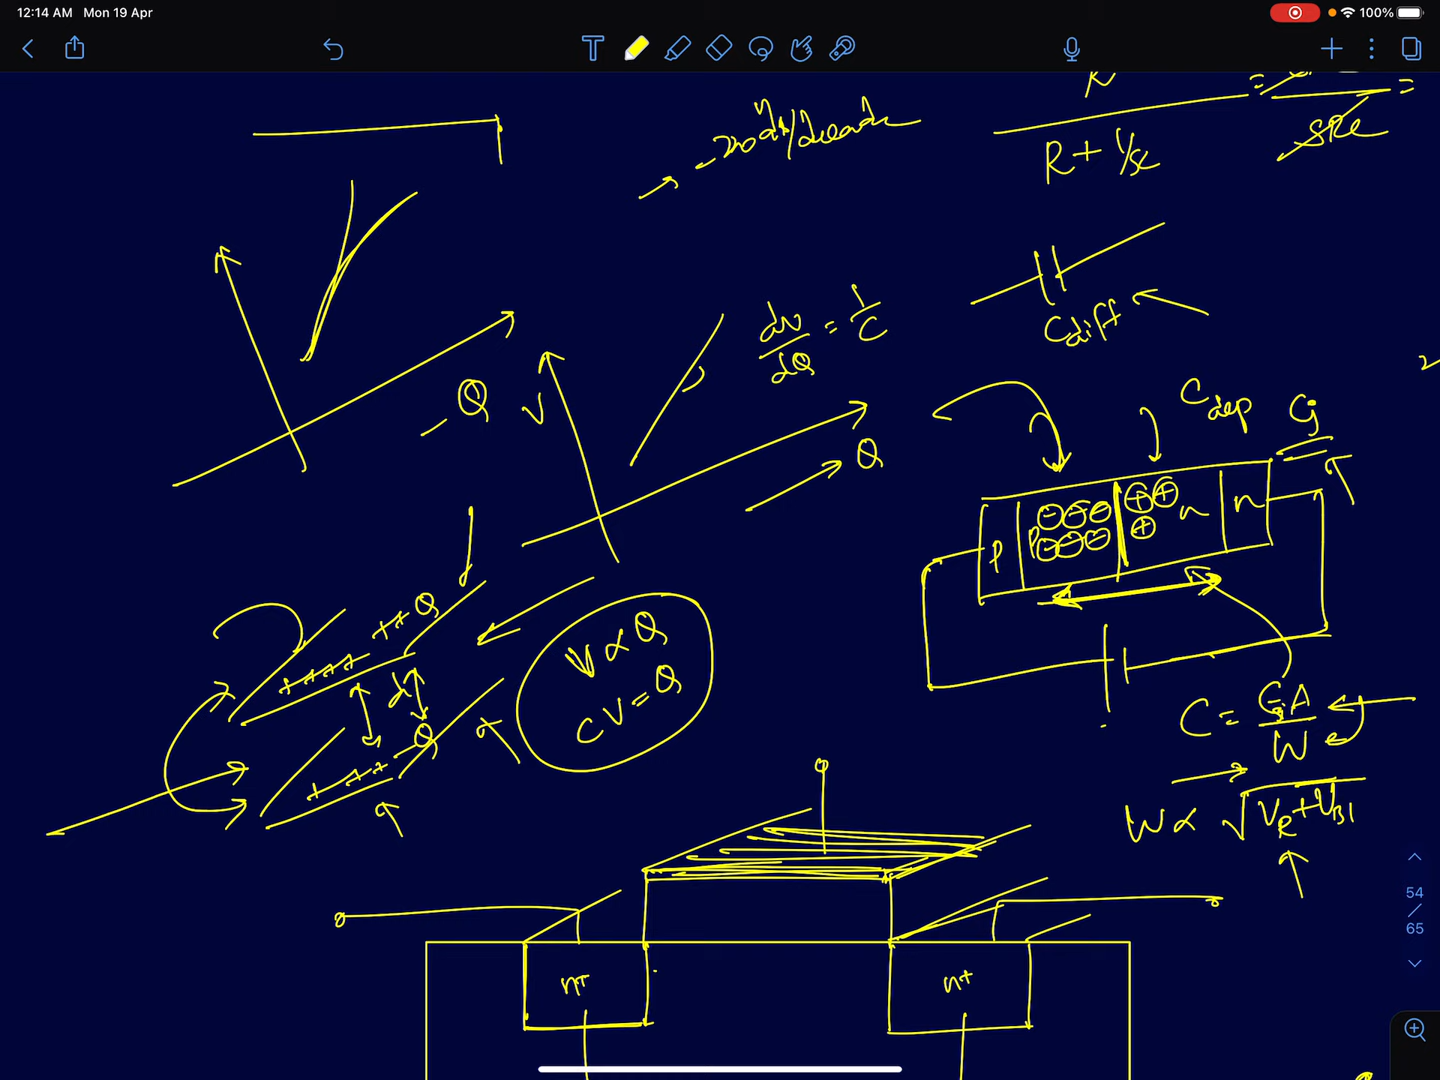 12:14 AM Mon 19 Apr
100%
R
R + 1/sc
=
=
sRC
Cdiff
dv/dQ = 1/C
- Q
V
Q
Cdep
Cj
p
p
n
n
++ Q
++++
d
- Q
+ + ++
V ∝ Q
CV = Q
W
W ∝ √VR + VBI
n+
n+
54
/
65